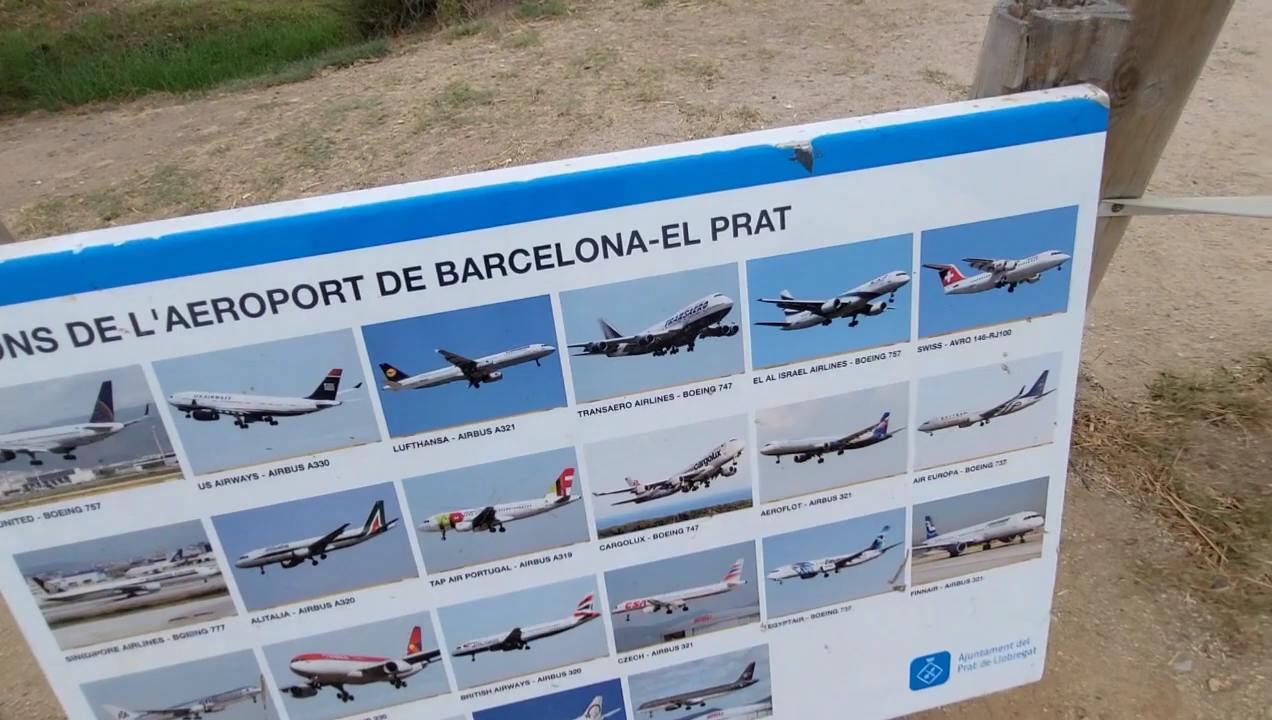 ONS DE L'AEROPORT DE BARCELONA-EL PRAT
UNITED - BOEING 757
US AIRWAYS - AIRBUS A330
LUFTHANSA - AIRBUS A321
TRANSAERO AIRLINES - BOEING 747
EL AL ISRAEL AIRLINES - BOEING 757
SWISS - AVRO 146-RJ100
SINGAPORE AIRLINES - BOEING 777
ALITALIA - AIRBUS A320
TAP AIR PORTUGAL - AIRBUS A319
CARGOLUX - BOEING 747
AEROFLOT - AIRBUS 321
AIR EUROPA - BOEING 737
BRITISH AIRWAYS - AIRBUS 320
CZECH - AIRBUS 321
EGYPTAIR - BOEING 737
FINNAIR - AIRBUS 321
Ajuntament del
Prat de Llobregat